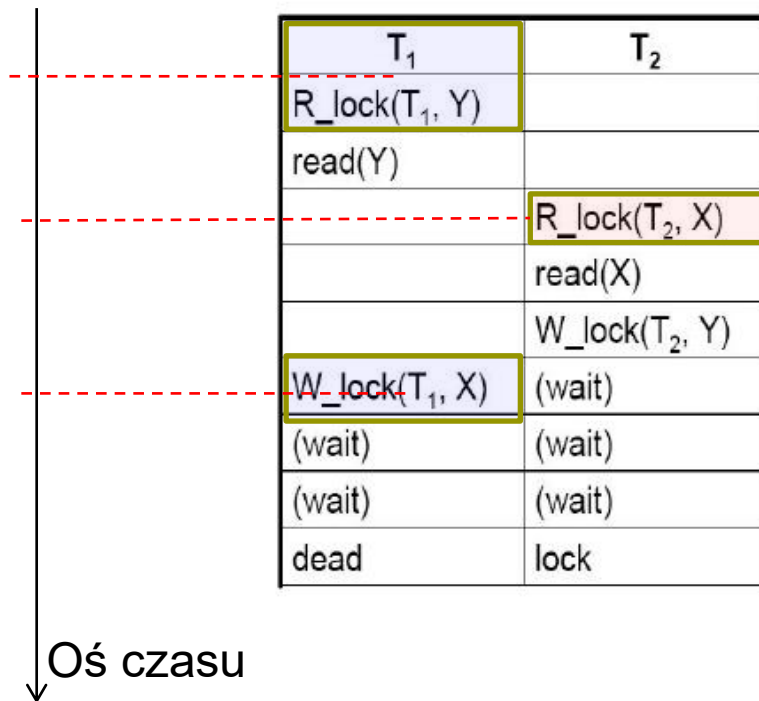 T₁ T₂
R_lock(T₁, Y)
read(Y)
R_lock(T₂, X)
read(X)
W_lock(T₂, Y)
W_lock(T₁, X) (wait)
(wait) (wait)
(wait) (wait)
dead lock
Oś czasu